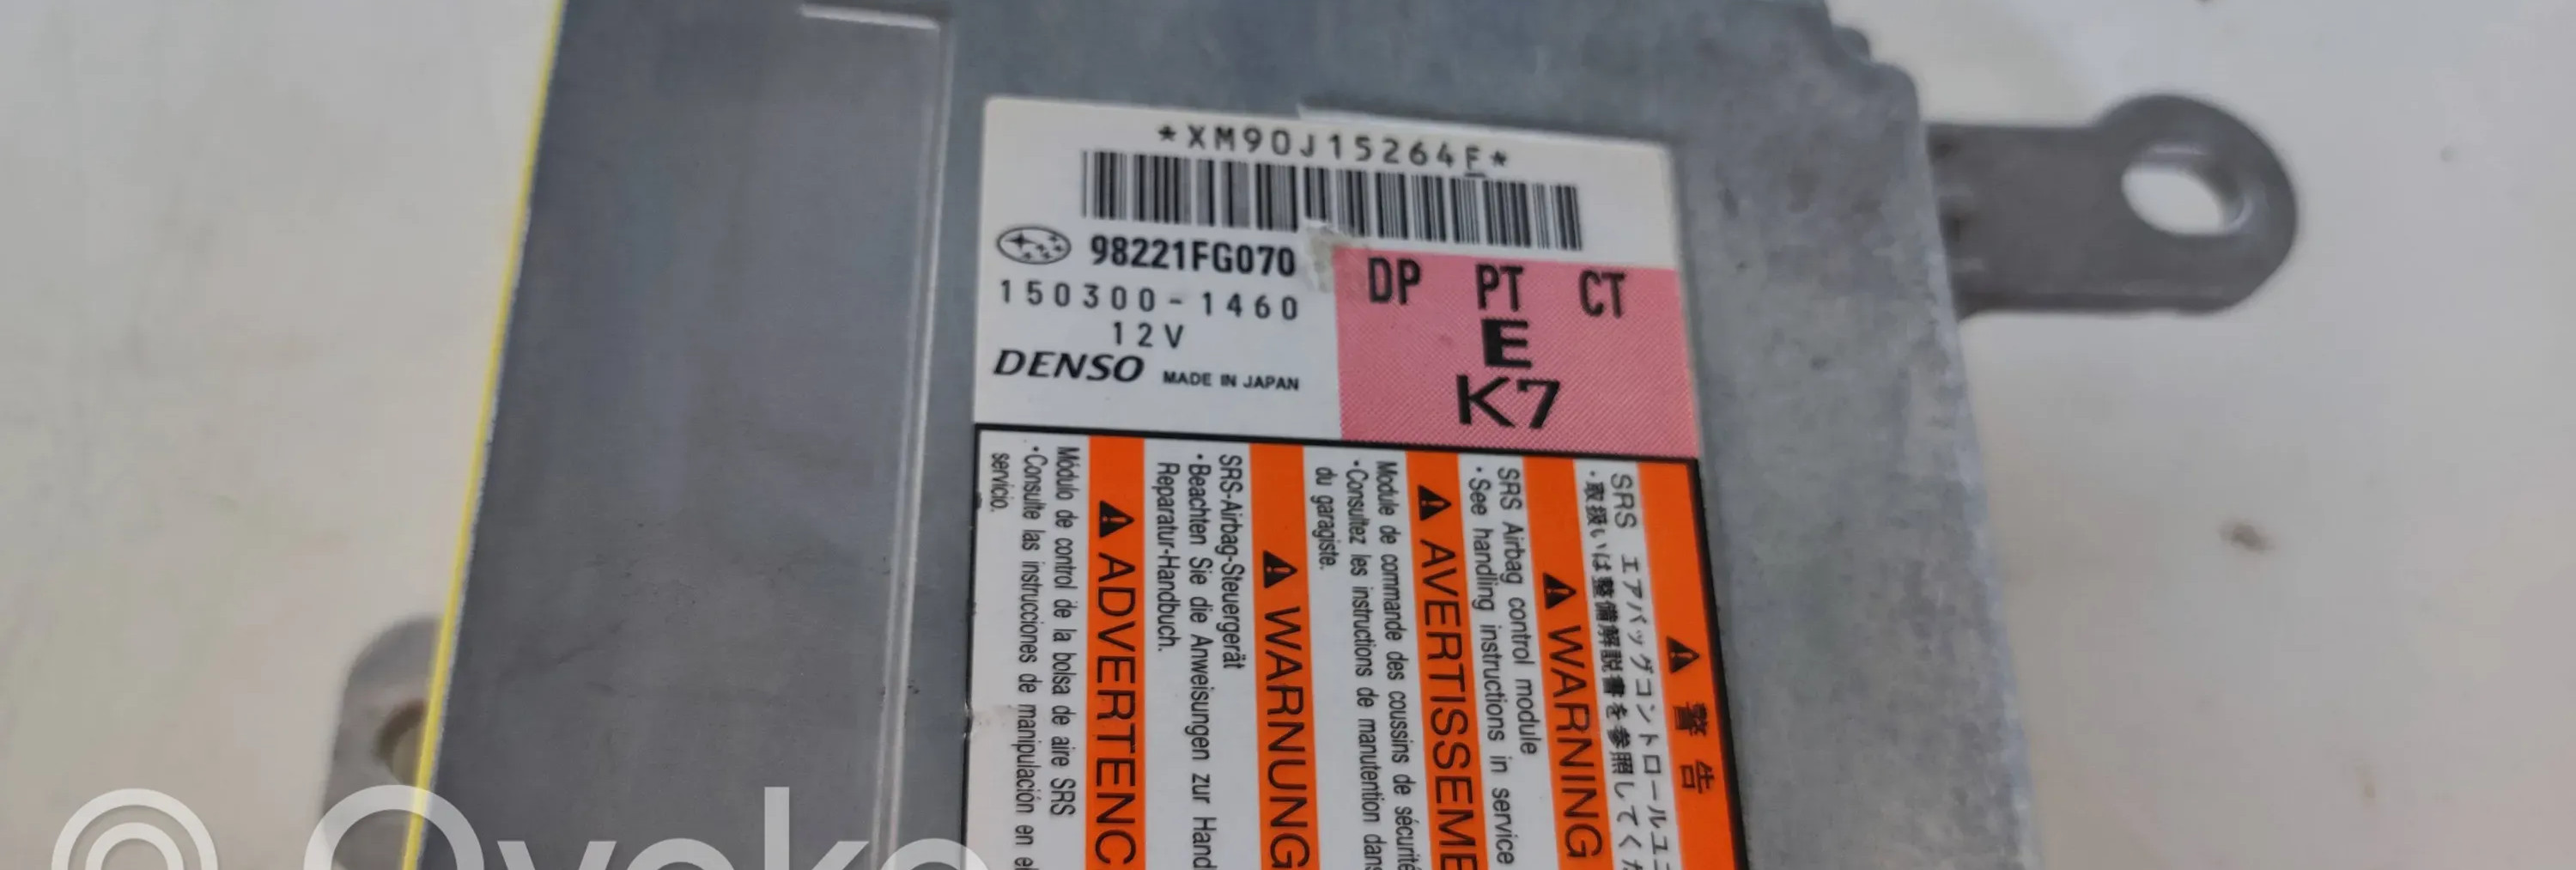 *XM90J15264E*
98221FG070
150300-1460
12V
DENSO MADE IN JAPAN
DP PT CT
E
K7
警告
SRS エアバッグコントロールユニ
・取扱いは整備解説書を参照してくだ
WARNING
SRS Airbag control module
・See handling instructions in service
AVERTISSEME
Module de commande des coussins de sécurité
・Consultez les instructions de manutention dans
du garagiste.
WARNUNG
SRS-Airbag-Steuergerät
・Beachten Sie die Anweisungen zur Hand
Reparatur-Handbuch.
ADVERTENC
Módulo de control de la bolsa de aire SRS
・Consulte las instrucciones de manipulación en el
servicio.
Ovoko